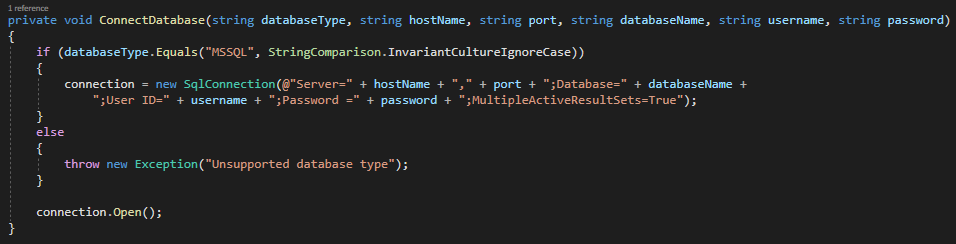 1 reference
private void ConnectDatabase(string databaseType, string hostName, string port, string databaseName, string username, string password)
{
if (databaseType.Equals("MSSQL", StringComparison.InvariantCultureIgnoreCase))
{
connection = new SqlConnection(@"Server=" + hostName + "," + port + ";Database=" + databaseName +
";User ID=" + username + ";Password =" + password + ";MultipleActiveResultSets=True");
}
else
{
throw new Exception("Unsupported database type");
}
connection.Open();
}